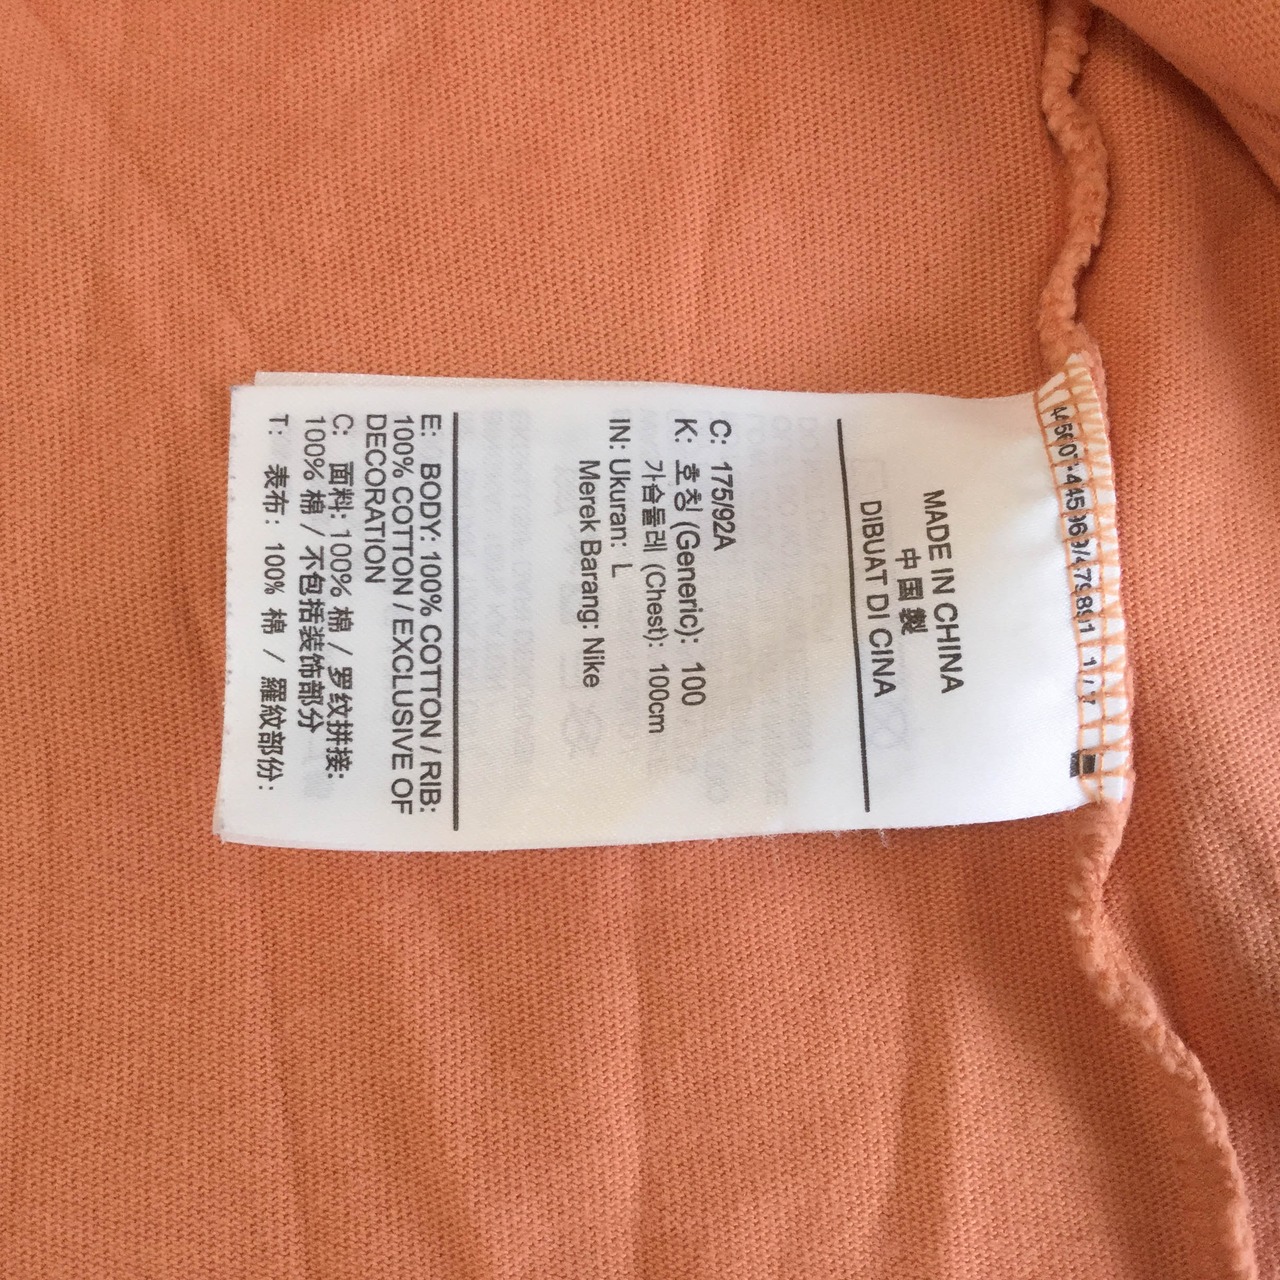 MADE IN CHINA
中国製
DIBUAT DI CINA
C: 175/92A
K: 호칭 (Generic): 100
가슴둘레 (Chest): 100cm
IN: Ukuran: L
Merek Barang: Nike
E: BODY: 100% COTTON / RIB:
100% COTTON / EXCLUSIVE OF
DECORATION
C: 面料: 100% 棉 / 罗纹拼接:
100% 棉 / 不包括装饰部分
T: 表布: 100% 棉 / 羅紋部份: